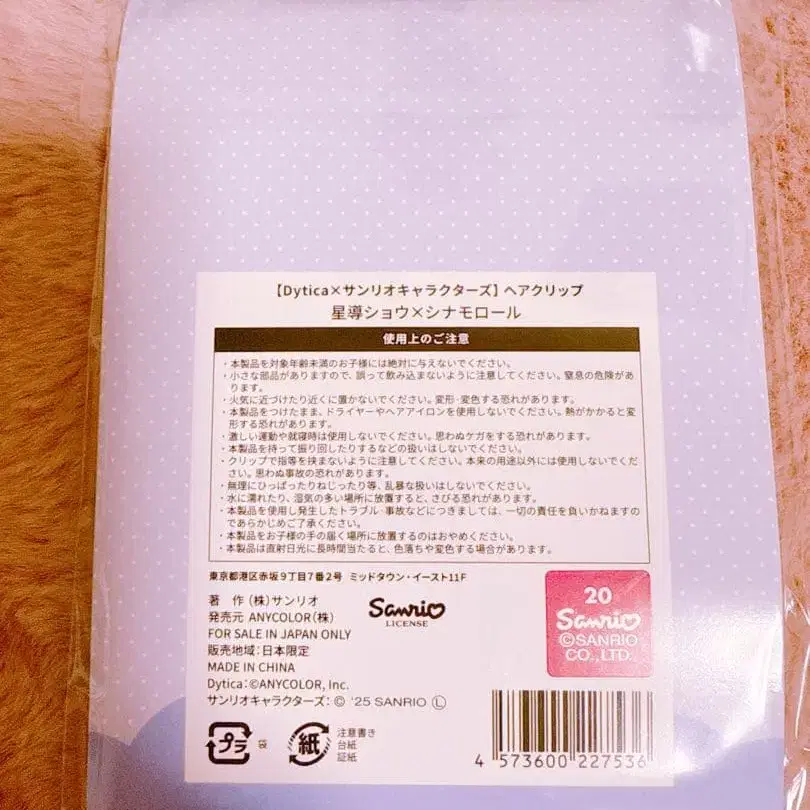 【Dytica×サンリオキャラクターズ】ヘアクリップ
星導ショウ×シナモロール
使用上のご注意
・本製品を対象年齢未満のお子様には絶対に与えないでください。
・小さな部品がありますので、誤って飲み込まないように注意してください。窒息の危険があ
ります。
・火気に近づけたり近くに置かないでください。変形・変色する恐れがあります。
・本製品をつけたまま、ドライヤーやヘアアイロンを使用しないでください。熱がかかると変
形する恐れがあります。
・激しい運動や就寝時は使用しないでください。思わぬケガをする恐れがあります。
・本製品を持って振り回したりするなどの扱いはしないでください。
・クリップで指等を挟まないように注意してください。本来の用途以外には使用しないでくだ
さい。思わぬ事故の恐れがあります。
・無理にひっぱったりねじったり等、乱暴な扱いはしないでください。
・水に濡れたり、湿気の多い場所に放置すると、さびる恐れがあります。
・本製品を使用し発生したトラブル・事故などにつきましては、一切の責任を負いかねますの
であらかじめご了承ください。
・本製品をお子様の手の届く場所に放置するのはおやめください。
・本製品は直射日光に長時間当たると、色落ちや変色する場合があります。
東京都港区赤坂9丁目7番2号 ミッドタウン・イースト11F
著 作 (株)サンリオ
発売元 ANYCOLOR(株)
FOR SALE IN JAPAN ONLY
販売地域:日本限定
MADE IN CHINA
Dytica:©ANYCOLOR, Inc.
サンリオキャラクターズ: © '25 SANRIO Ⓛ
Sanrio
LICENSE
20
Sanrio
©SANRIO
CO.,LTD.
プラ 袋
紙
注意書き
台紙
証紙
4 573600 227536